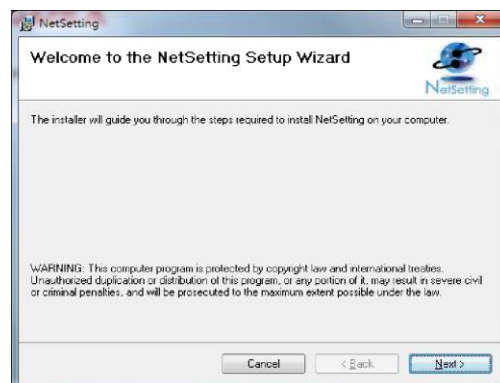 NetSetting
Welcome to the NetSetting Setup Wizard
NetSetting
The installer will guide you through the steps required to install NetSetting on your computer.
WARNING: This computer program is protected by copyright law and international treaties.
Unauthorized duplication or distribution of this program, or any portion of it, may result in severe civil
or criminal penalties, and will be prosecuted to the maximum extent possible under the law.
Cancel
< Back
Next >